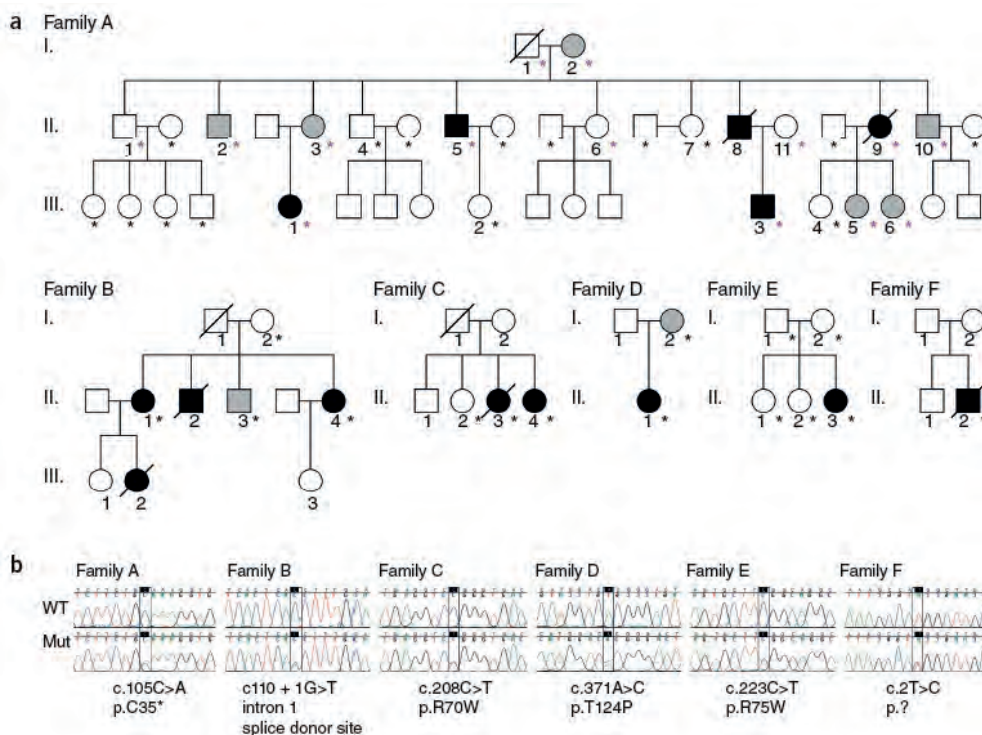 a Family A
I.
1 * 2 *
II.
1 * * 2 * 3 * 4 * * 5 * * * 6 * * 7 * 8 11 * * 9 * 10 * *
III.
* * * * 1 * 2 * 3 * 4 * 5 * 6 *
Family B Family C Family D Family E Family F
I. I. I. I. I.
1 2 * 1 2 1 2 * 1 * 2 * 1 2
II. II. II. II. II.
1 * 2 3 * 4 * 1 2 * 3 * 4 * 1 * 1 * 2 * 3 * 1 2 *
III.
1 2 3
b Family A Family B Family C Family D Family E Family F
WT
Mut
c.105C>A c110 + 1G>T c.208C>T c.371A>C c.223C>T c.2T>C
p.C35* intron 1 p.R70W p.T124P p.R75W p.?
splice donor site